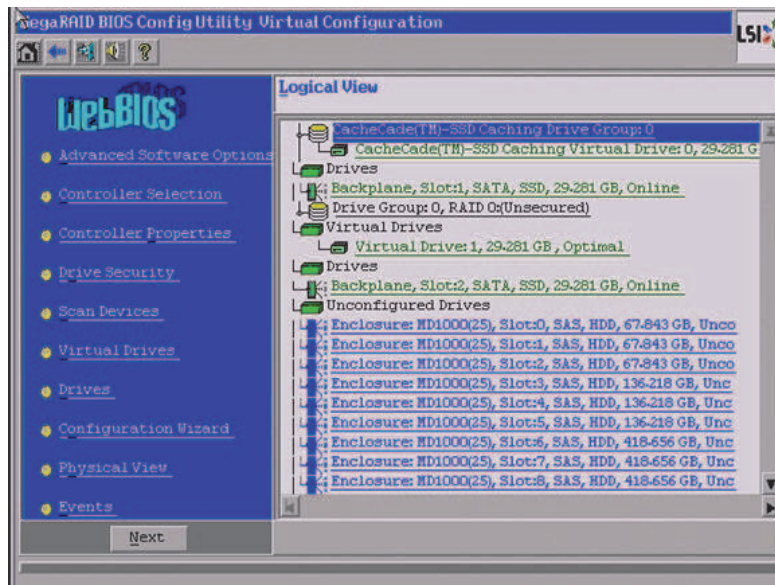 MegaRAID BIOS Config Utility Virtual Configuration
LSI
WebBIOS
Advanced Software Options
Controller Selection
Controller Properties
Drive Security
Scan Devices
Virtual Drives
Drives
Configuration Wizard
Physical View
Events
Next
Logical View
CacheCade(TM)-SSD Caching Drive Group: 0
CacheCade(TM)-SSD Caching Virtual Drive: 0, 29.281 G
Drives
Backplane, Slot:1, SATA, SSD, 29.281 GB, Online
Drive Group: 0, RAID 0:(Unsecured)
Virtual Drives
Virtual Drive: 1, 29.281 GB, Optimal
Drives
Backplane, Slot:2, SATA, SSD, 29.281 GB, Online
Unconfigured Drives
Enclosure: MD1000(25), Slot:0, SAS, HDD, 67.843 GB, Unco
Enclosure: MD1000(25), Slot:1, SAS, HDD, 67.843 GB, Unco
Enclosure: MD1000(25), Slot:2, SAS, HDD, 67.843 GB, Unco
Enclosure: MD1000(25), Slot:3, SAS, HDD, 136.218 GB, Unc
Enclosure: MD1000(25), Slot:4, SAS, HDD, 136.218 GB, Unc
Enclosure: MD1000(25), Slot:5, SAS, HDD, 136.218 GB, Unc
Enclosure: MD1000(25), Slot:6, SAS, HDD, 418.656 GB, Unc
Enclosure: MD1000(25), Slot:7, SAS, HDD, 418.656 GB, Unc
Enclosure: MD1000(25), Slot:8, SAS, HDD, 418.656 GB, Unc